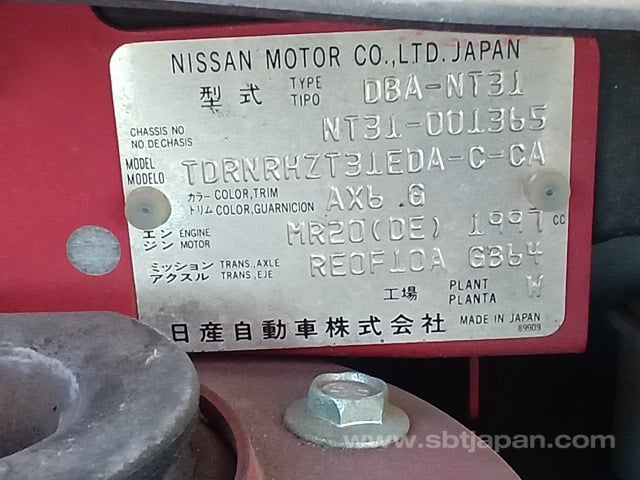 NISSAN MOTOR CO.,LTD. JAPAN
型式 TYPE TIPO DBA-NT31
CHASSIS NO NO DE CHASIS NT31-001365
MODEL MODELO TDRNRHZT31EDA-C-CA
カラー COLOR,TRIM トリム COLOR,GUARNICION AX6 .G
エンジン ENGINE MOTOR MR20(DE) 1997 cc
ミッション TRANS.,AXLE アクスル TRANS.,EJE RE0F10A GB64
工場 PLANT PLANTA W
日産自動車株式会社 MADE IN JAPAN
89909
www.sbtjapan.com